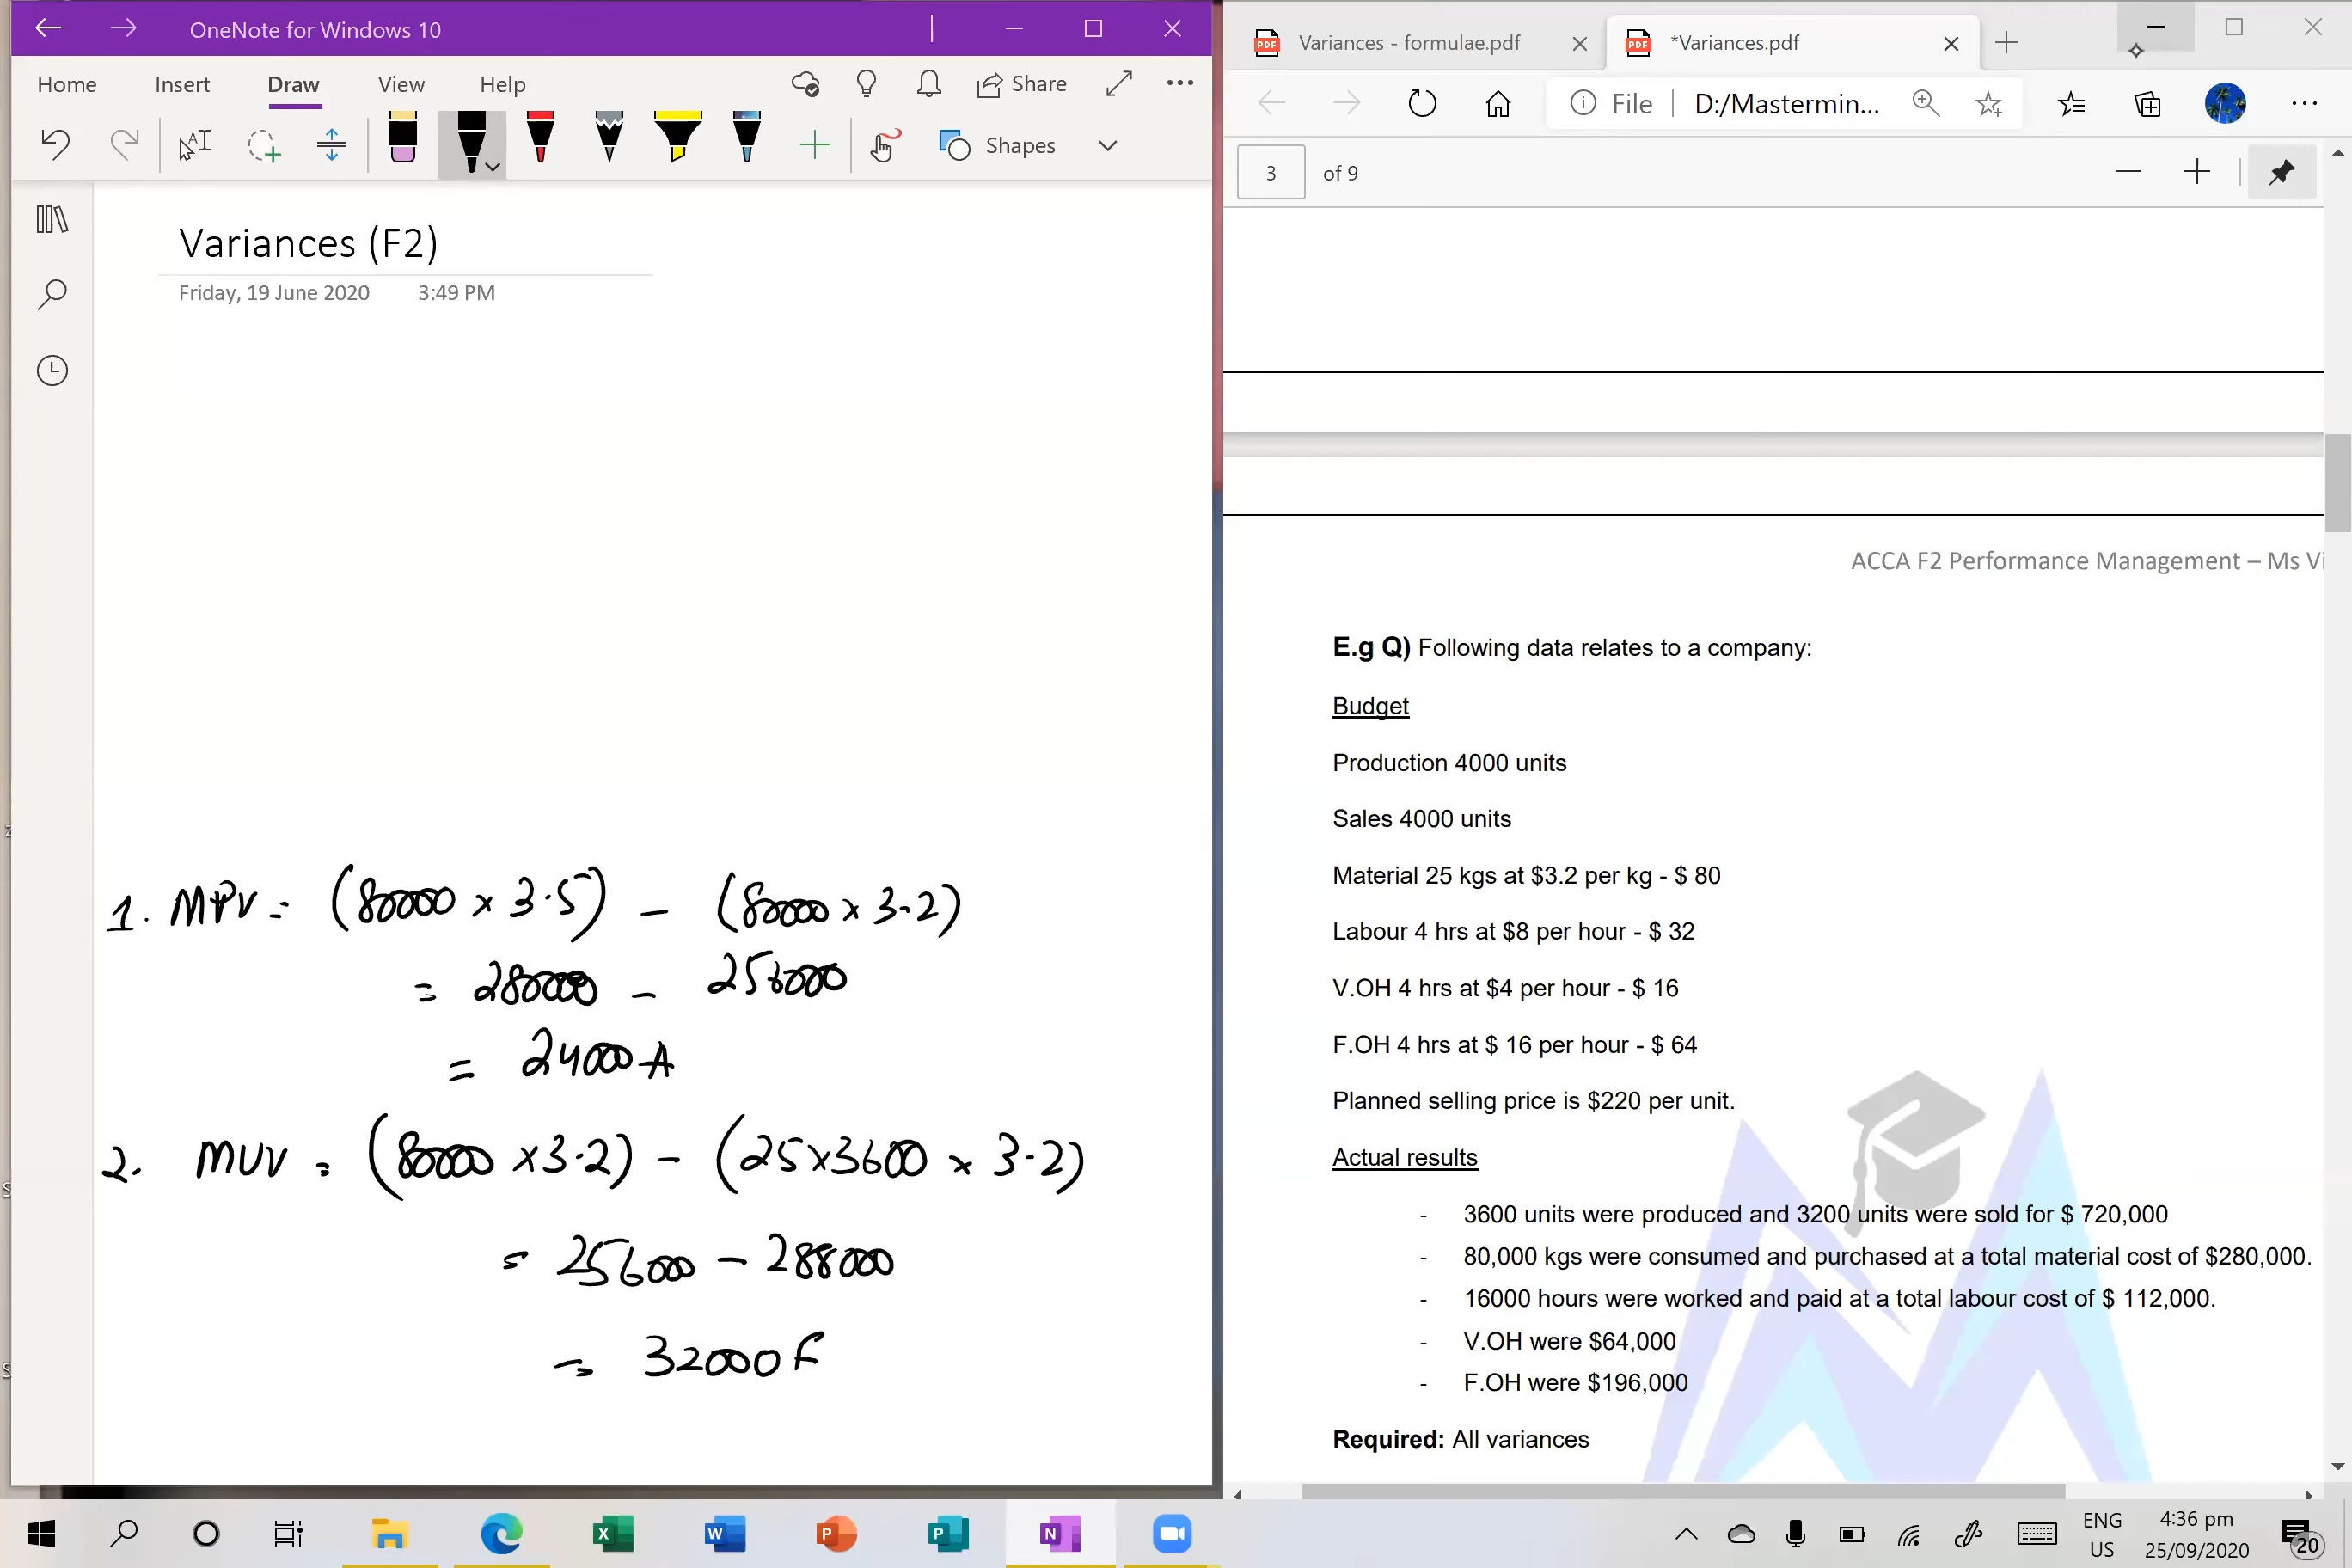 OneNote for Windows 10
Home Insert Draw View Help Share
Shapes
Variances (F2)
Friday, 19 June 2020 3:49 PM
1. MPV = (80000 x 3.5) - (80000 x 3.2)
= 280000 - 256000
= 24000 A
2. MUV = (80000 x 3.2) - (25 x 3600 x 3.2)
= 256000 - 288000
= 32000 F
Variances - formulae.pdf *Variances.pdf
File D:/Mastermin...
3 of 9
ACCA F2 Performance Management – Ms Vi
E.g Q) Following data relates to a company:
Budget
Production 4000 units
Sales 4000 units
Material 25 kgs at $3.2 per kg - $ 80
Labour 4 hrs at $8 per hour - $ 32
V.OH 4 hrs at $4 per hour - $ 16
F.OH 4 hrs at $ 16 per hour - $ 64
Planned selling price is $220 per unit.
Actual results
- 3600 units were produced and 3200 units were sold for $ 720,000
- 80,000 kgs were consumed and purchased at a total material cost of $280,000.
- 16000 hours were worked and paid at a total labour cost of $ 112,000.
- V.OH were $64,000
- F.OH were $196,000
Required: All variances
ENG
US
4:36 pm
25/09/2020
20